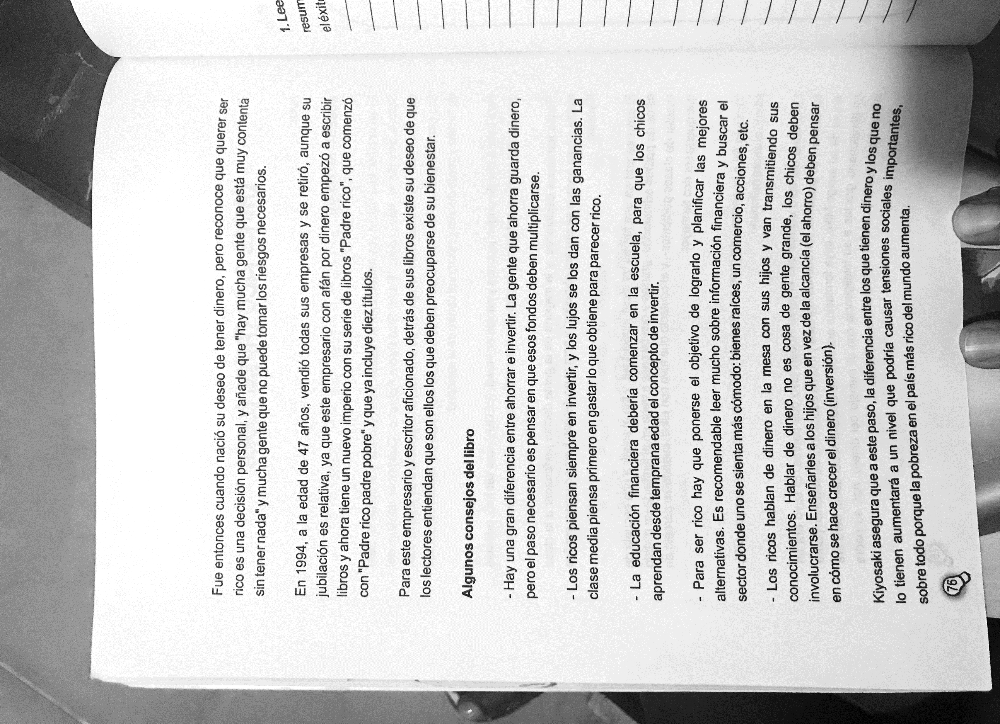 Fue entonces cuando nació su deseo de tener dinero, pero reconoce que querer ser
rico es una decisión personal, y añade que "hay mucha gente que está muy contenta
sin tener nada" y mucha gente que no puede tomar los riesgos necesarios.
En 1994, a la edad de 47 años, vendió todas sus empresas y se retiró, aunque su
jubilación es relativa, ya que este empresario con afán por dinero empezó a escribir
libros y ahora tiene un nuevo imperio con su serie de libros "Padre rico", que comenzó
con "Padre rico padre pobre" y que ya incluye diez títulos.
Para este empresario y escritor aficionado, detrás de sus libros existe su deseo de que
los lectores entiendan que son ellos los que deben preocuparse de su bienestar.
Algunos consejos del libro
- Hay una gran diferencia entre ahorrar e invertir. La gente que ahorra guarda dinero,
pero el paso necesario es pensar en que esos fondos deben multiplicarse.
- Los ricos piensan siempre en invertir, y los lujos se los dan con las ganancias. La
clase media piensa primero en gastar lo que obtiene para parecer rico.
- La educación financiera debería comenzar en la escuela, para que los chicos
aprendan desde temprana edad el concepto de invertir.
- Para ser rico hay que ponerse el objetivo de lograrlo y planificar las mejores
alternativas. Es recomendable leer mucho sobre información financiera y buscar el
sector donde uno se sienta más cómodo: bienes raíces, un comercio, acciones, etc.
- Los ricos hablan de dinero en la mesa con sus hijos y van transmitiendo sus
conocimientos. Hablar de dinero no es cosa de gente grande, los chicos deben
involucrarse. Enseñarles a los hijos que en vez de la alcancía (el ahorro) deben pensar
en cómo se hace crecer el dinero (inversión).
Kiyosaki asegura que a este paso, la diferencia entre los que tienen dinero y los que no
lo tienen aumentará a un nivel que podría causar tensiones sociales importantes,
sobre todo porque la pobreza en el país más rico del mundo aumenta.
76
1. Lee
resum
el éxit